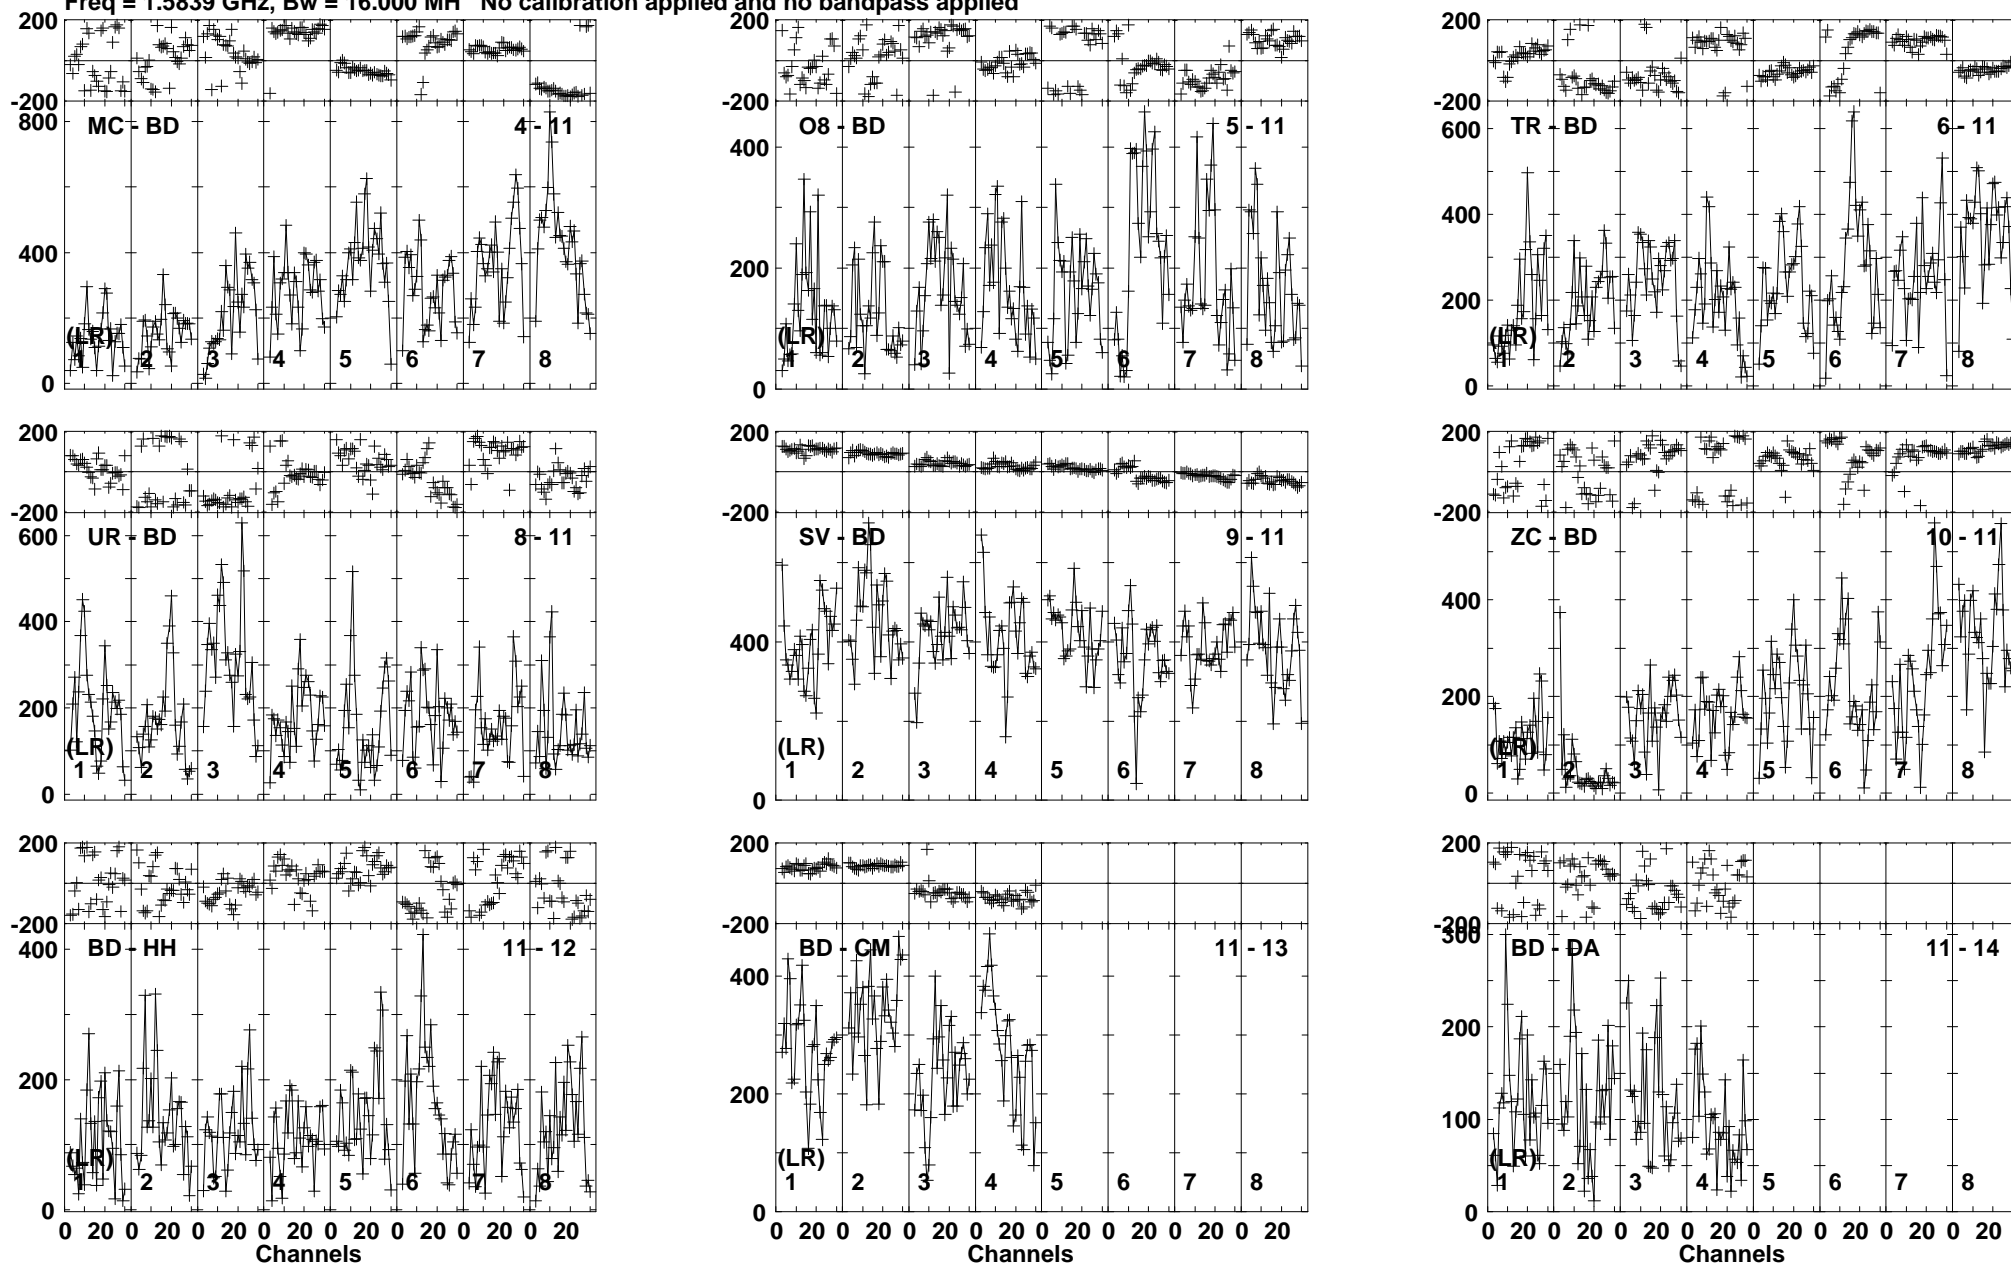 Freq = 1.5839 GHz, Bw = 16.000 MH No calibration applied and no bandpass applied
200 200 200
-200 -200 -200
800 MC - BD 4 - 11 400 O8 - BD 5 - 11 600 TR - BD 6 - 11
400 200 400
200
(LR) (LR) (LR)
1 2 3 4 5 6 7 8 1 2 3 4 5 6 7 8 1 2 3 4 5 6 7 8
0 0 0
200 200 200
-200 -200 -200
600 UR - BD 8 - 11 SV - BD 9 - 11 ZC - BD 10 - 11
400 400 400
200 200
(LR) (LR) (LR)
1 2 3 4 5 6 7 8 1 2 3 4 5 6 7 8 1 2 3 4 5 6 7 8
0 0 0
200 200 200
-200 -200 -200
400 BD - HH 11 - 12 400 BD - CM 11 - 13 300 BD - DA 11 - 14
200 200 200
100
(LR) (LR) (LR)
1 2 3 4 5 6 7 8 1 2 3 4 5 6 7 8 1 2 3 4 5 6 7 8
0 0 0
0 20 0 20 0 20 0 20 0 20 0 20 0 20 0 20 0 20 0 20 0 20 0 20 0 20 0 20 0 20 0 20 0 20 0 20 0 20 0 20 0 20 0 20 0 20 0 20
Channels Channels Channels